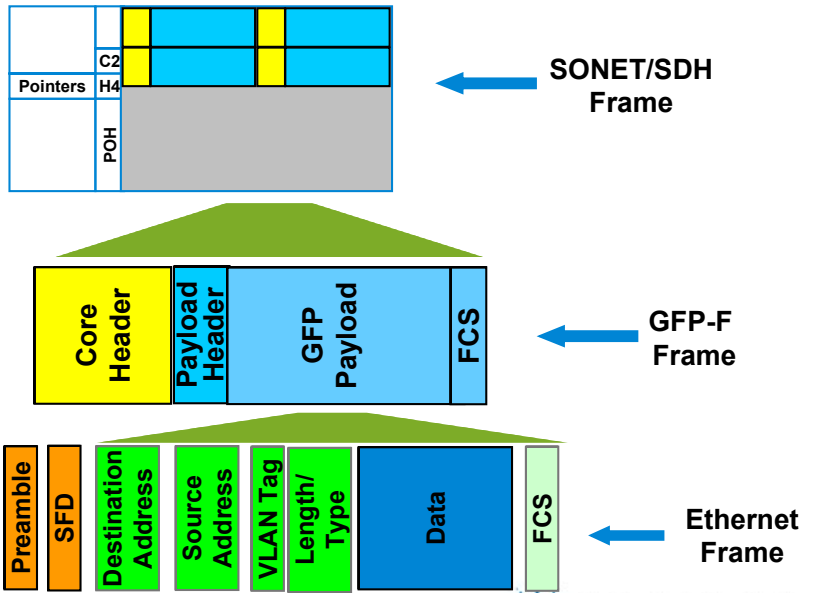 C2
Pointers
H4
POH
SONET/SDH
Frame
Core
Header
Payload
Header
GFP
Payload
FCS
GFP-F
Frame
Preamble
SFD
Destination
Address
Source
Address
VLAN Tag
Length/
Type
Data
FCS
Ethernet
Frame